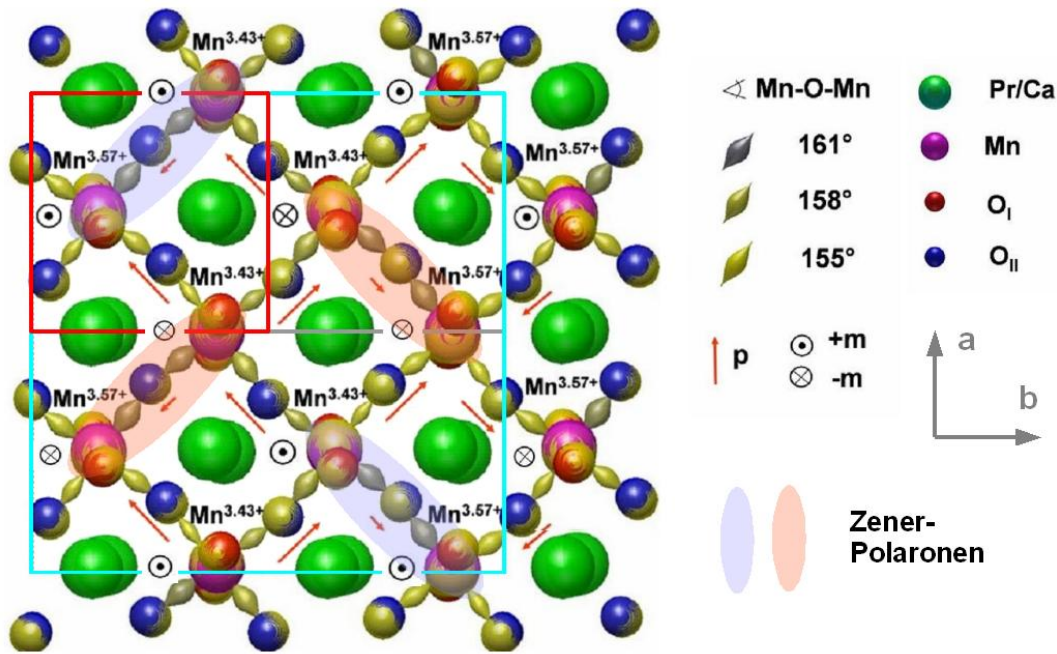 Mn3.43+
Mn3.57+
Mn3.57+
Mn3.43+
Mn3.57+
Mn3.43+
Mn3.57+
Mn3.57+
Mn3.43+
Mn3.57+
Mn3.43+
Mn3.57+
∢ Mn-O-Mn
161°
158°
155°
p
⊙ +m
⊗ -m
Pr/Ca
Mn
OI
OII
a
b
Zener-
Polaronen